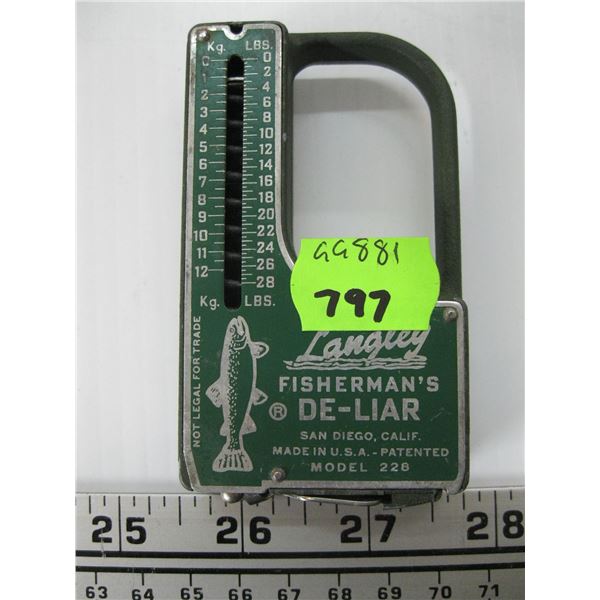 Kg. LBS.
0 0
1 2
2 4
3 6
8
4 10
5 12
6 14
7 16
8 18
9 20
10 22
11 24
12 26
28
Kg. LBS.
NOT LEGAL FOR TRADE
GG881
797
Langley
FISHERMAN'S
® DE-LIAR
SAN DIEGO, CALIF.
MADE IN U.S.A. - PATENTED
MODEL 228
25 26 27 28
63 64 65 66 67 68 69 70 71